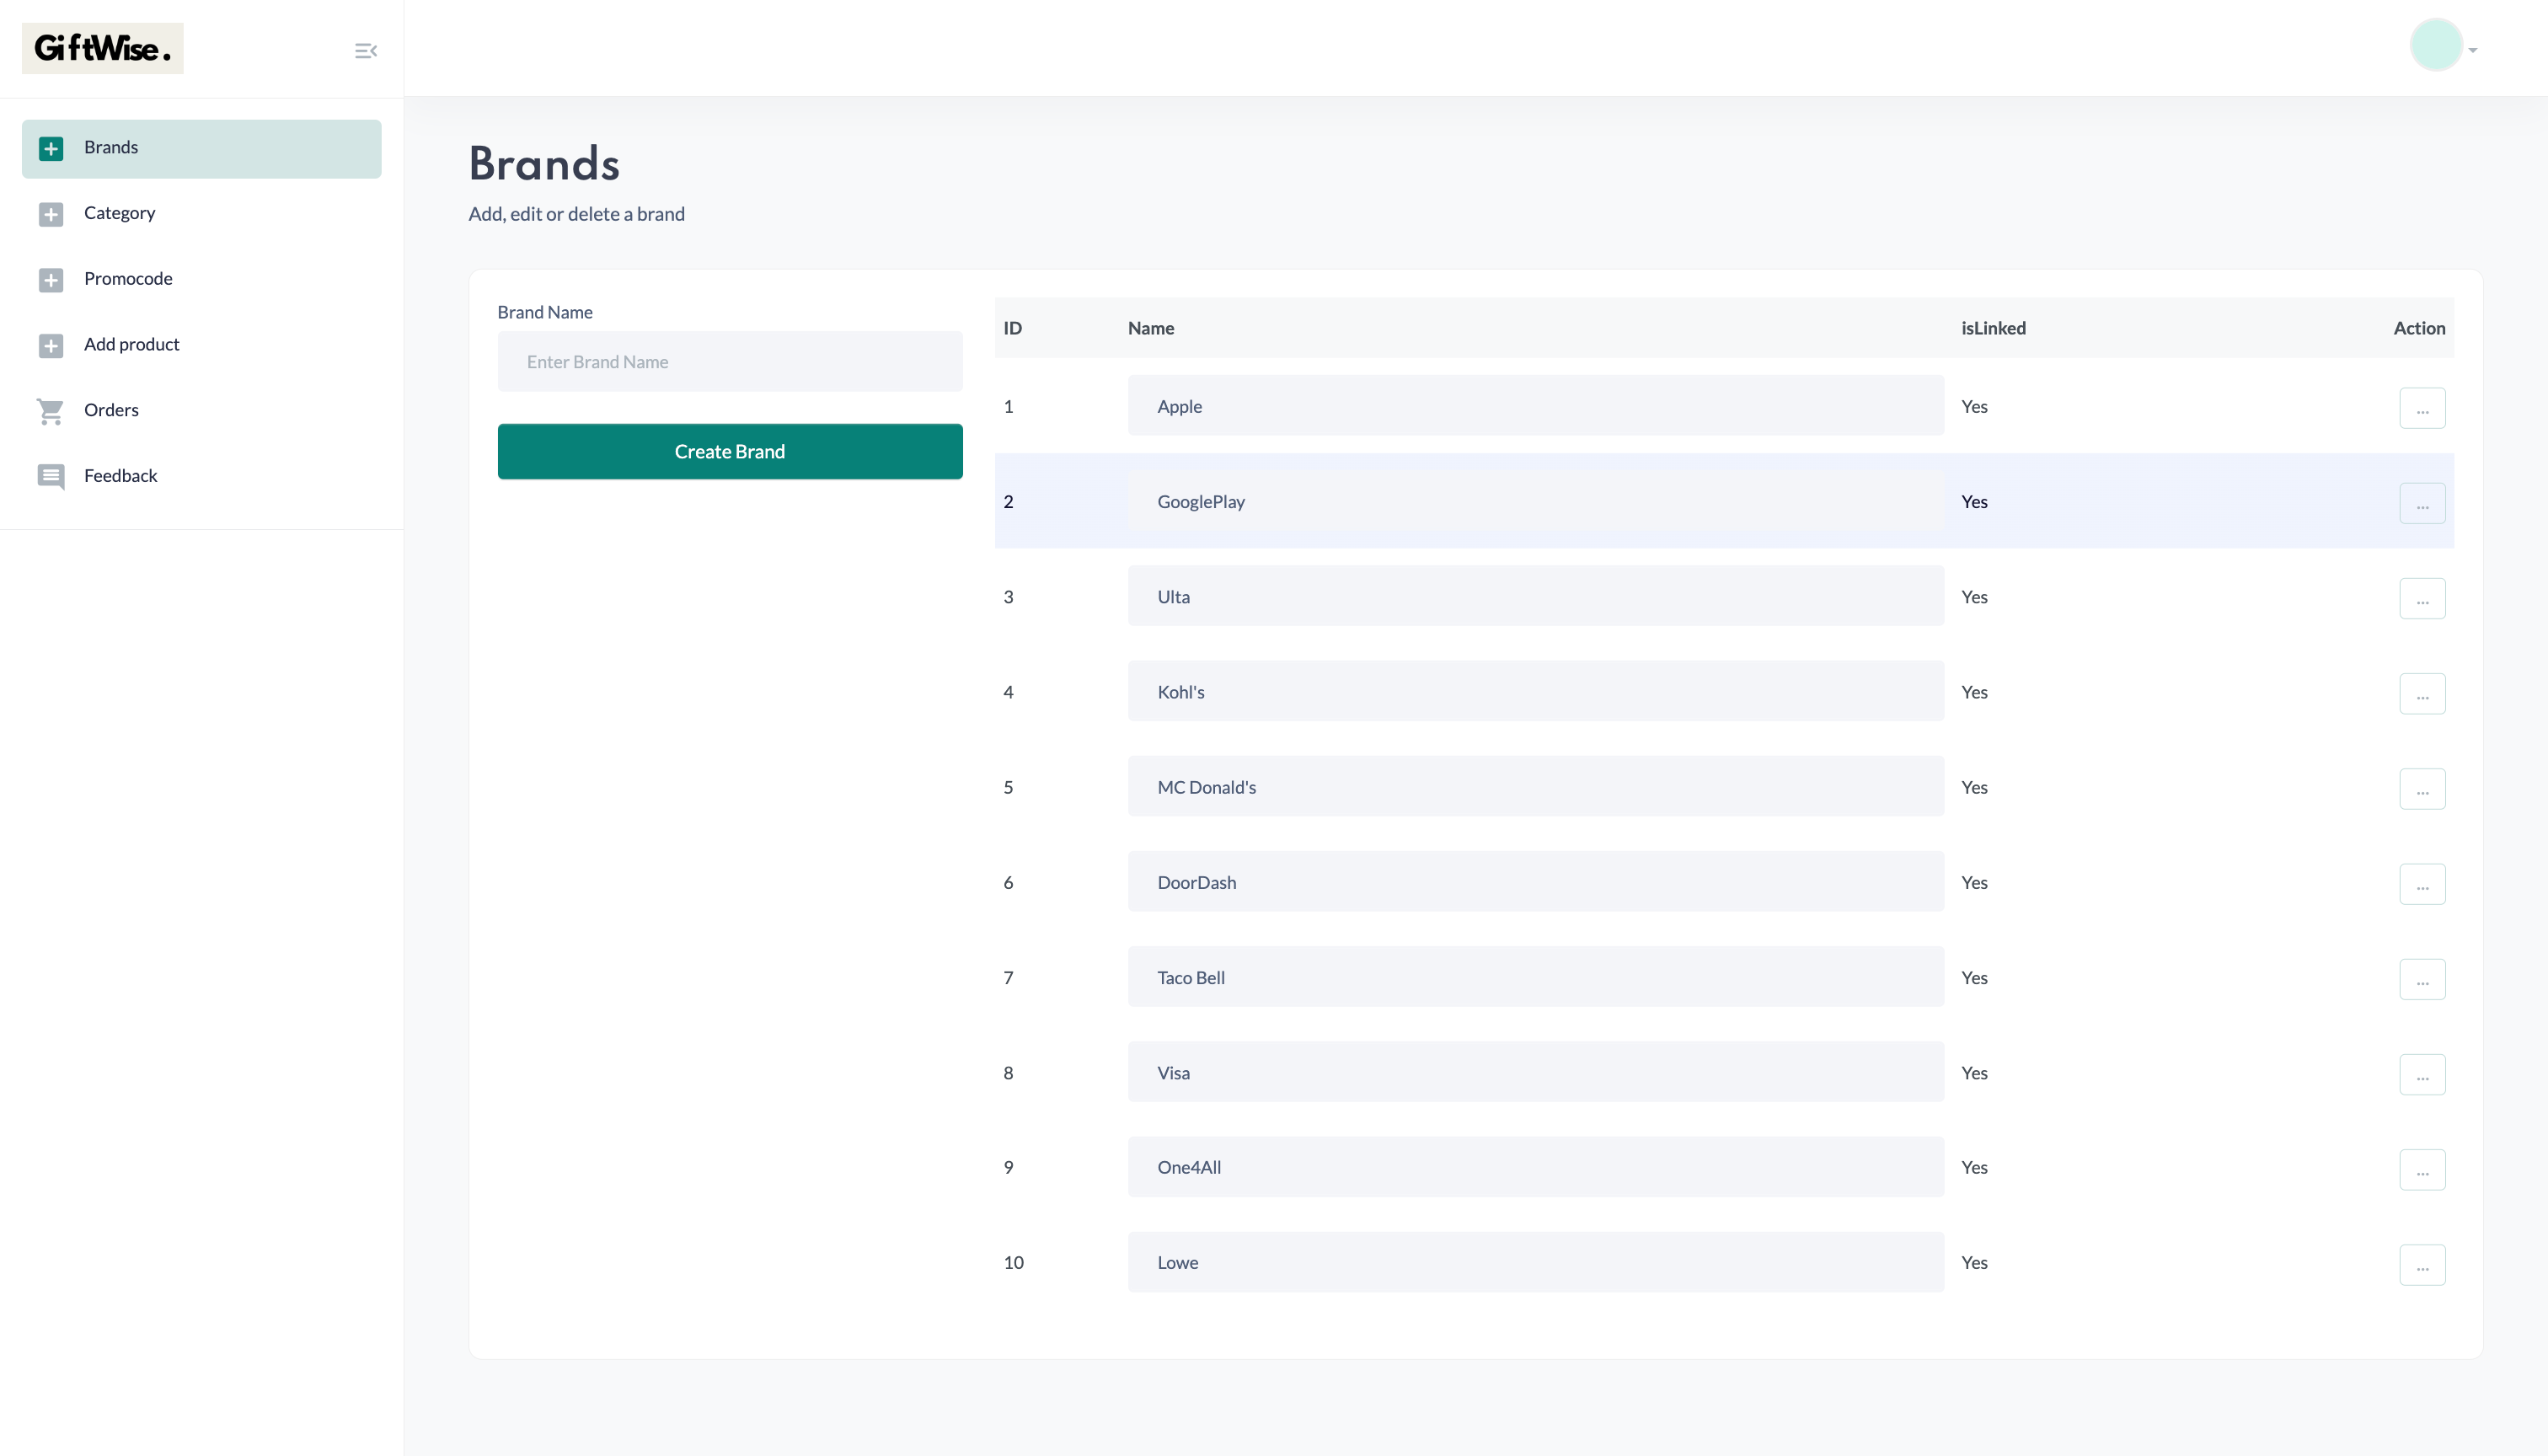 GiftWise.
Brands
Category
Promocode
Add product
Orders
Feedback
Brands
Add, edit or delete a brand
Brand Name
Enter Brand Name
Create Brand
ID Name isLinked Action
1 Apple Yes ...
2 GooglePlay Yes ...
3 Ulta Yes ...
4 Kohl's Yes ...
5 MC Donald's Yes ...
6 DoorDash Yes ...
7 Taco Bell Yes ...
8 Visa Yes ...
9 One4All Yes ...
10 Lowe Yes ...